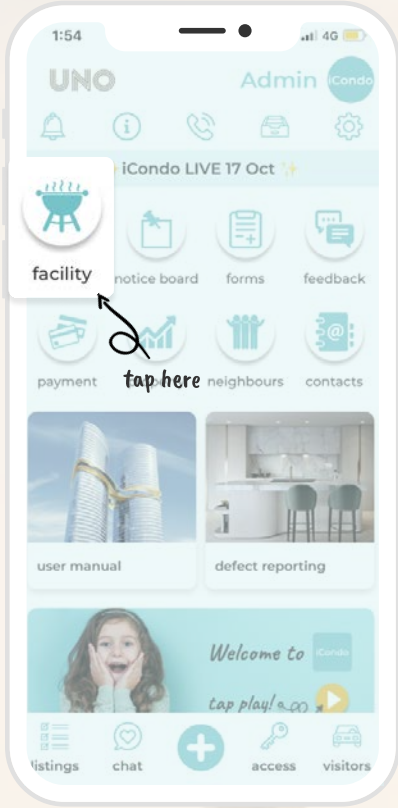 1:54
4G
UNO
Admin
iCondo
iCondo LIVE 17 Oct
facility
notice board
forms
feedback
tap here
payment
neighbours
contacts
user manual
defect reporting
Welcome to
iCondo
tap play!
listings
chat
access
visitors